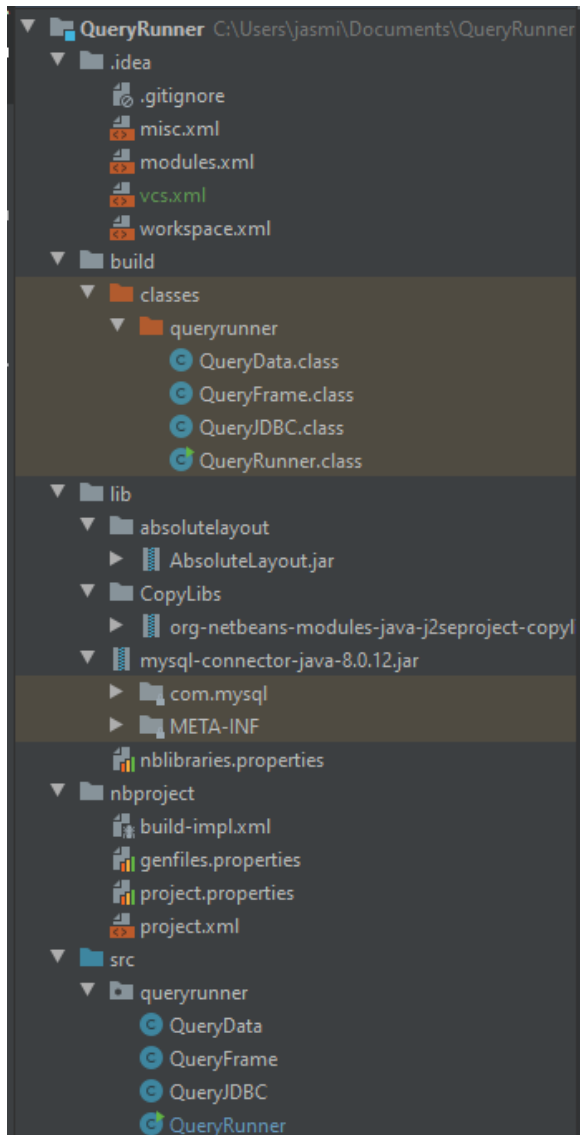 QueryRunner C:\Users\jasmi\Documents\QueryRunner
.idea
.gitignore
misc.xml
modules.xml
vcs.xml
workspace.xml
build
classes
queryrunner
QueryData.class
QueryFrame.class
QueryJDBC.class
QueryRunner.class
lib
absolutelayout
AbsoluteLayout.jar
CopyLibs
org-netbeans-modules-java-j2seproject-copyl
mysql-connector-java-8.0.12.jar
com.mysql
META-INF
nblibraries.properties
nbproject
build-impl.xml
genfiles.properties
project.properties
project.xml
src
queryrunner
QueryData
QueryFrame
QueryJDBC
QueryRunner